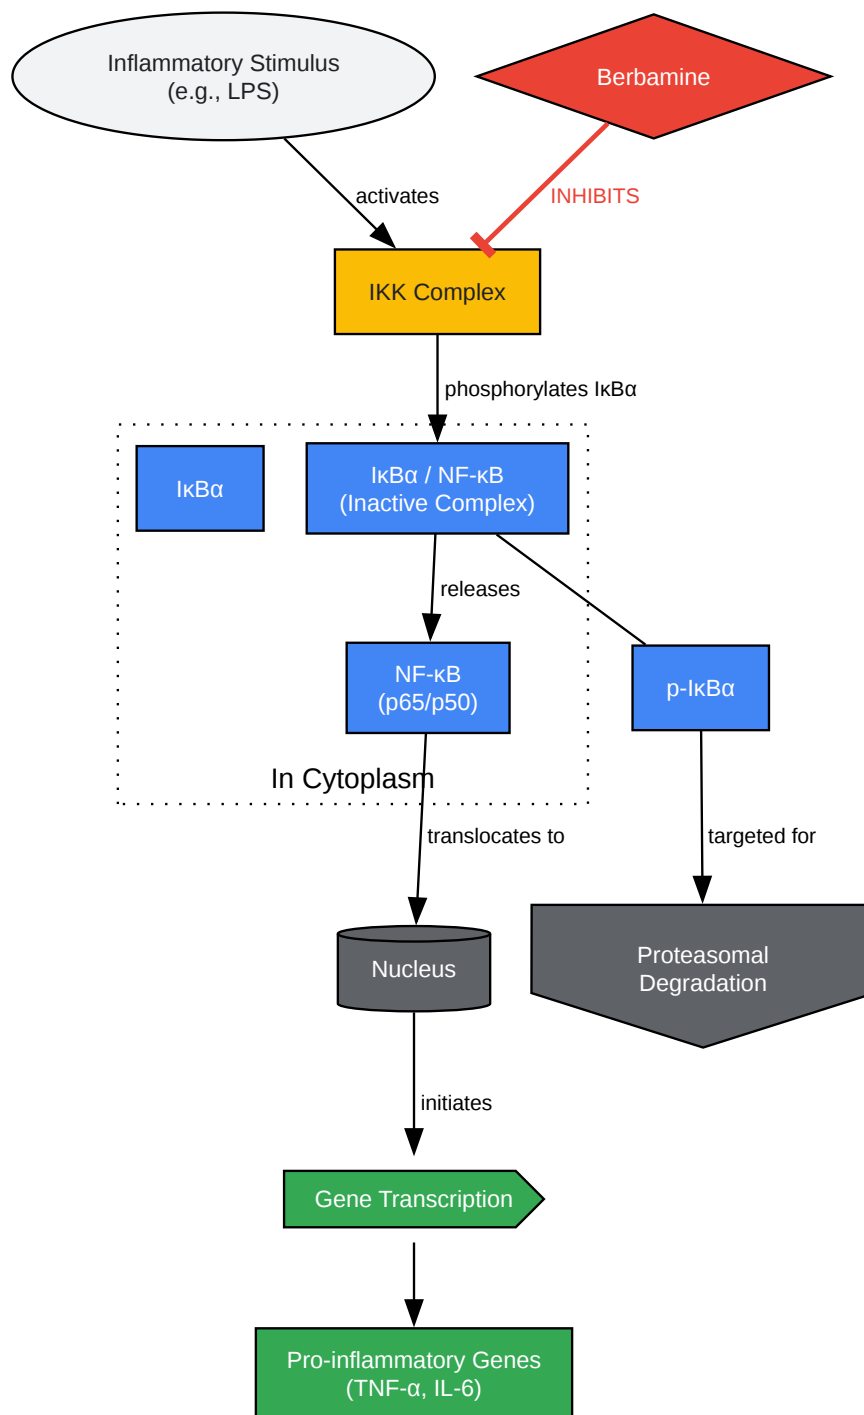 Inflammatory Stimulus
(e.g., LPS)
Berbamine
activates
INHIBITS
IKK Complex
phosphorylates IκBα
IκBα
IκBα / NF-κB
(Inactive Complex)
releases
NF-κB
(p65/p50)
p-IκBα
In Cytoplasm
translocates to
targeted for
Nucleus
Proteasomal
Degradation
initiates
Gene Transcription
Pro-inflammatory Genes
(TNF-α, IL-6)